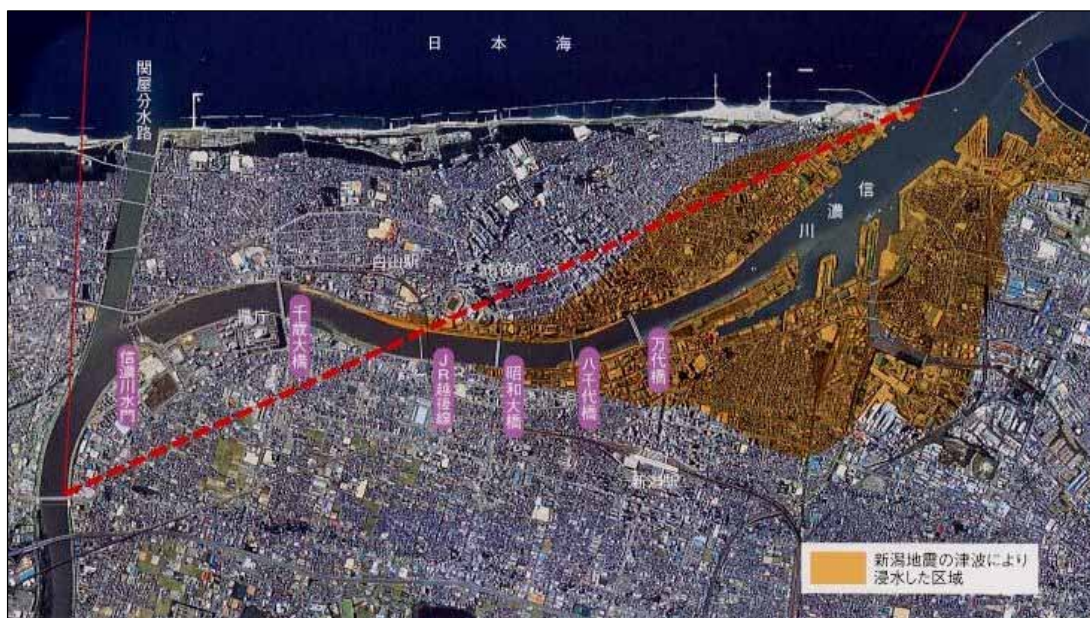 日本海
関屋分水路
信濃川
白山駅
市役所
県庁
千歳大橋
万代橋
信濃川水門
JR越後線
昭和大橋
八千代橋
新潟駅
新潟地震の津波により
浸水した区域